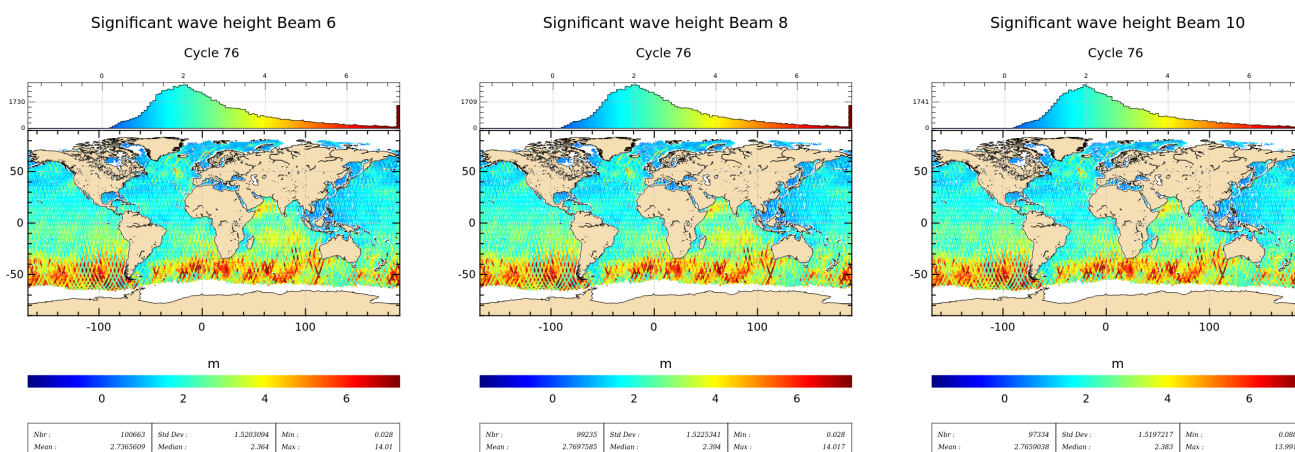 Significant wave height Beam 6
Cycle 76
0 2 4 6
1730
0
50
0
-50
-100 0 100
m
0 2 4 6
Nbr : 100663 Std Dev : 1.5203094 Min : 0.028
Mean : 2.7365609 Median : 2.364 Max : 14.01
Significant wave height Beam 8
Cycle 76
0 2 4 6
1709
0
50
0
-50
-100 0 100
m
0 2 4 6
Nbr : 99235 Std Dev : 1.5225341 Min : 0.028
Mean : 2.7697585 Median : 2.394 Max : 14.017
Significant wave height Beam 10
Cycle 76
0 2 4 6
1741
0
50
0
-50
-100 0 100
m
0 2 4 6
Nbr : 97334 Std Dev : 1.5197217 Min : 0.088
Mean : 2.7659038 Median : 2.383 Max : 13.991